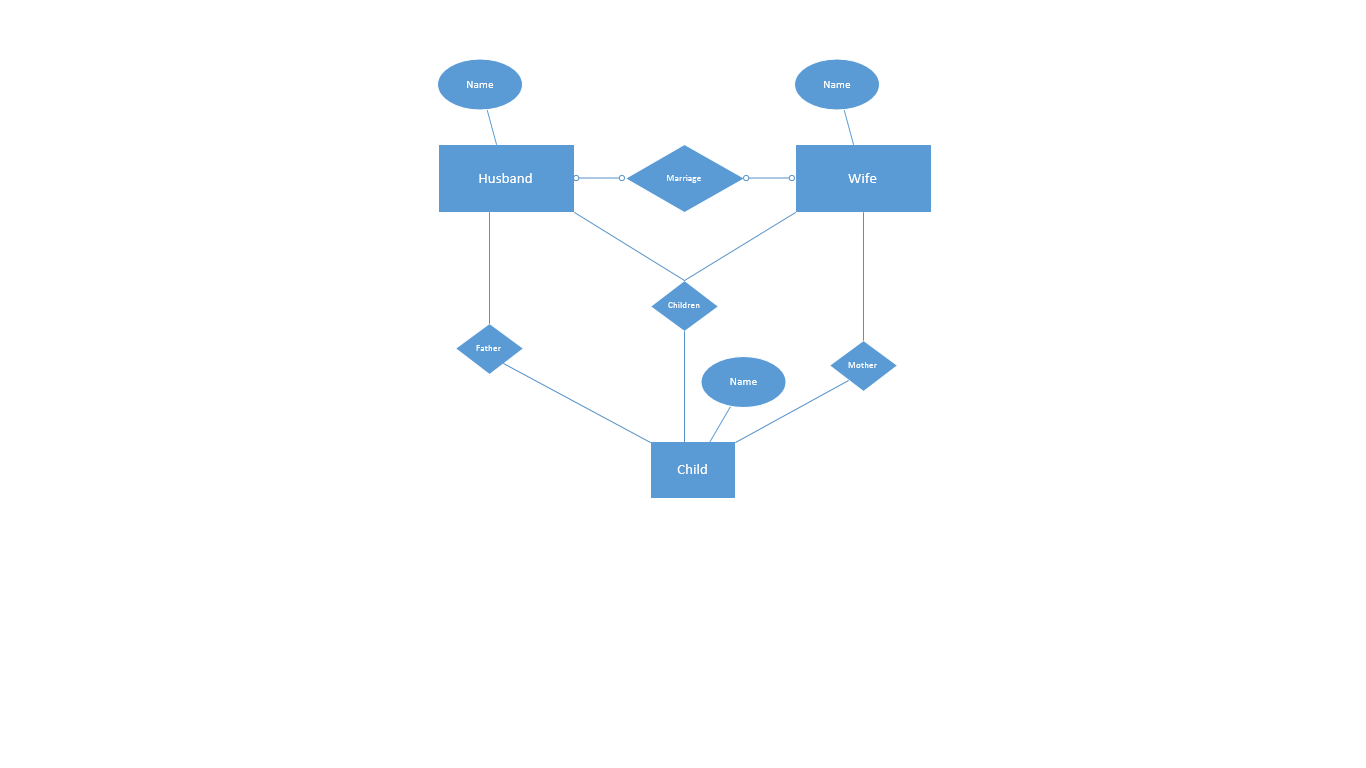 Name
Name
Husband
Marriage
Wife
Children
Father
Mother
Name
Child